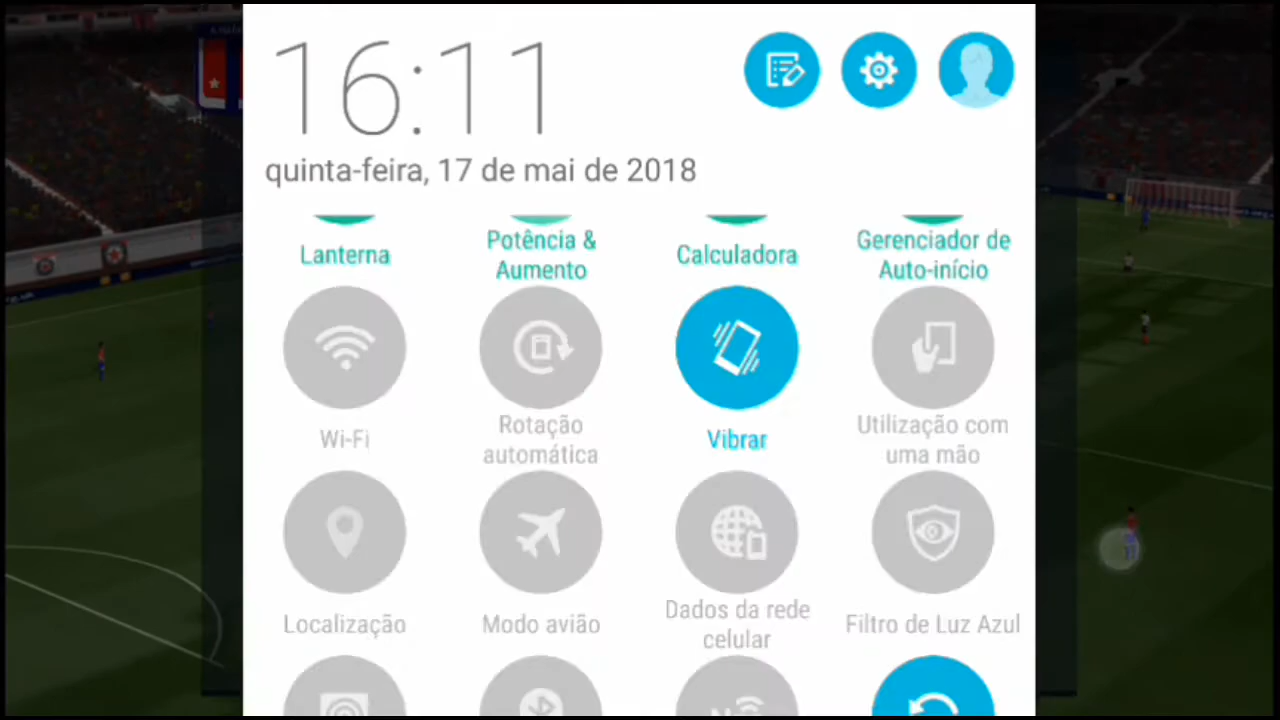 16:11
quinta-feira, 17 de mai de 2018
Lanterna
Potência &
Aumento
Calculadora
Gerenciador de
Auto-início
Wi-Fi
Rotação
automática
Vibrar
Utilização com
uma mão
Localização
Modo avião
Dados da rede
celular
Filtro de Luz Azul